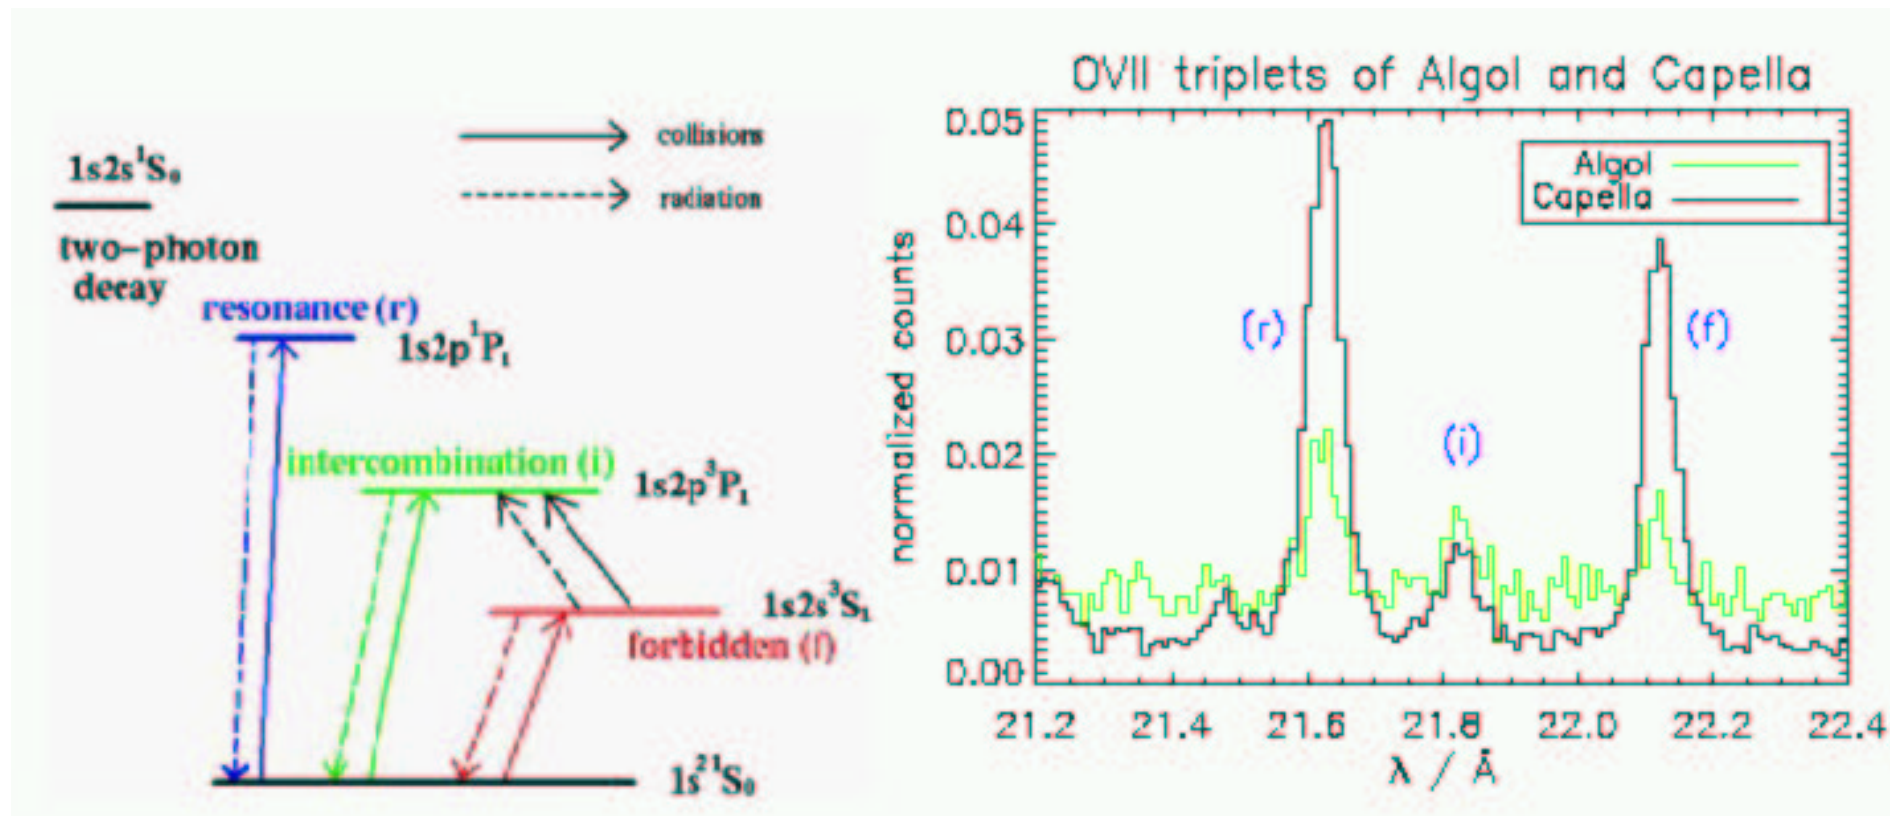 collisions
radiation
1s2s¹S₀
two-photon
decay
resonance (r)
1s2p¹P₁
intercombination (i)
1s2p³P₁
1s2s³S₁
forbidden (f)
1s²¹S₀
OVII triplets of Algol and Capella
Algol
Capella
normalized counts
0.05
0.04
0.03
0.02
0.01
0.00
(r)
(i)
(f)
21.2 21.4 21.6 21.8 22.0 22.2 22.4
λ / Å